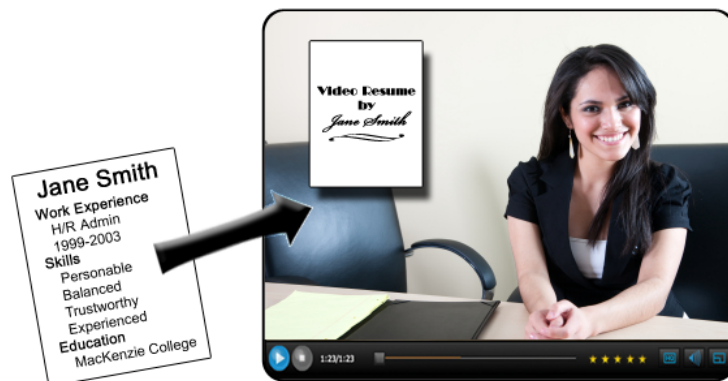 Jane Smith
Work Experience
H/R Admin
1999-2003
Skills
Personable
Balanced
Trustworthy
Experienced
Education
MacKenzie College
Video Resume
by
Jane Smith
1:23/1:23
HQ